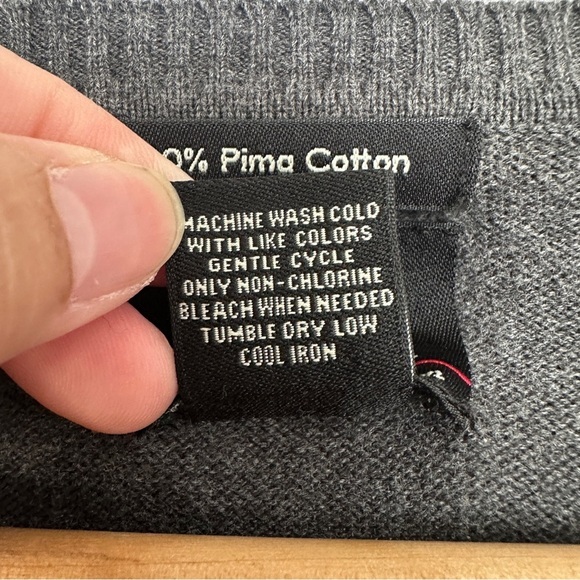 0% Pima Cotton
MACHINE WASH COLD
WITH LIKE COLORS
GENTLE CYCLE
ONLY NON-CHLORINE
BLEACH WHEN NEEDED
TUMBLE DRY LOW
COOL IRON